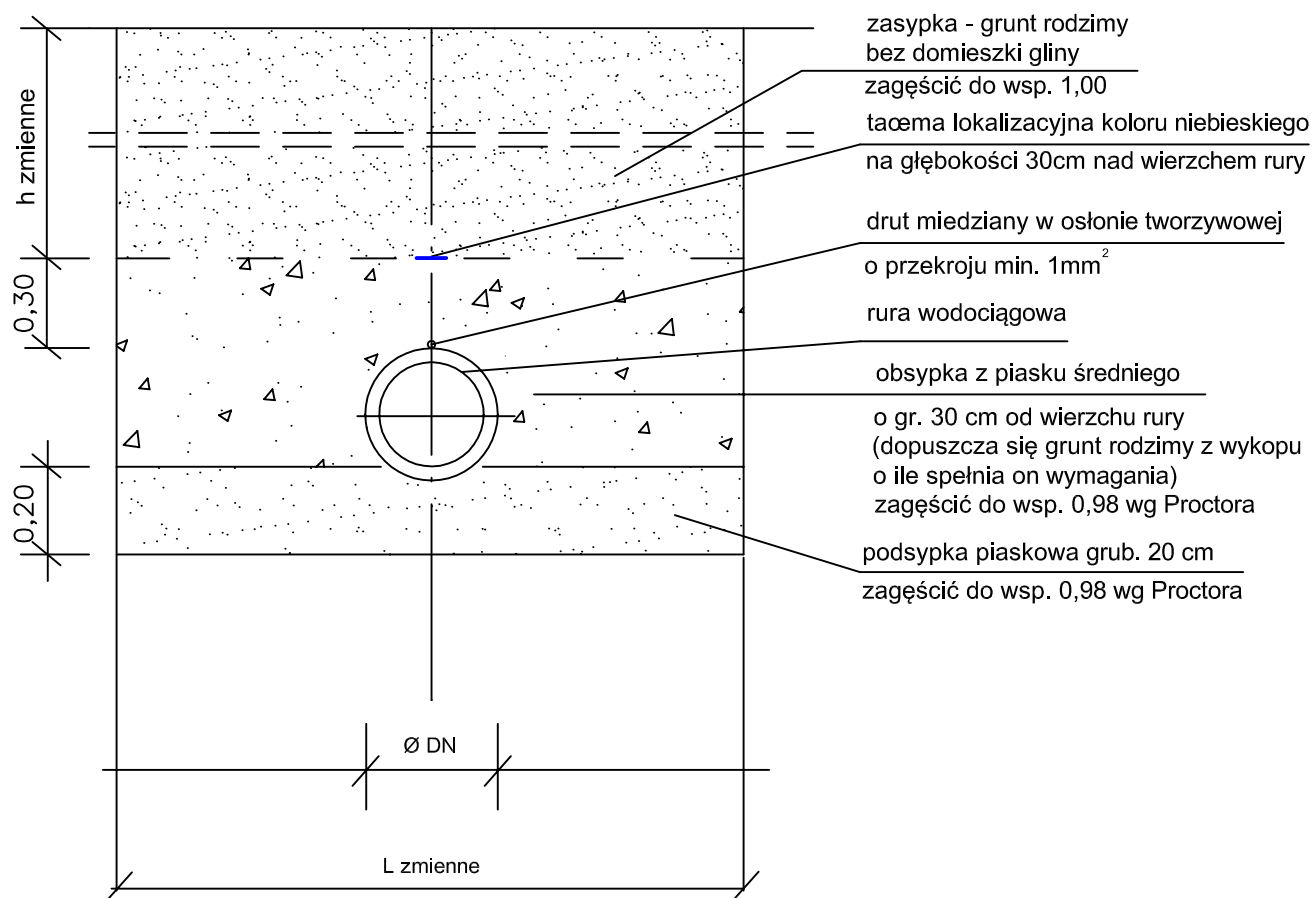 zasypka - grunt rodzimy
bez domieszki gliny
zagęścić do wsp. 1,00
taœma lokalizacyjna koloru niebieskiego
na głębokości 30cm nad wierzchem rury
drut miedziany w osłonie tworzywowej
o przekroju min. 1mm²
rura wodociągowa
obsypka z piasku średniego
o gr. 30 cm od wierzchu rury
(dopuszcza się grunt rodzimy z wykopu
o ile spełnia on wymagania)
zagęścić do wsp. 0,98 wg Proctora
podsypka piaskowa grub. 20 cm
zagęścić do wsp. 0,98 wg Proctora
h zmienne
0,30
0,20
Ø DN
L zmienne